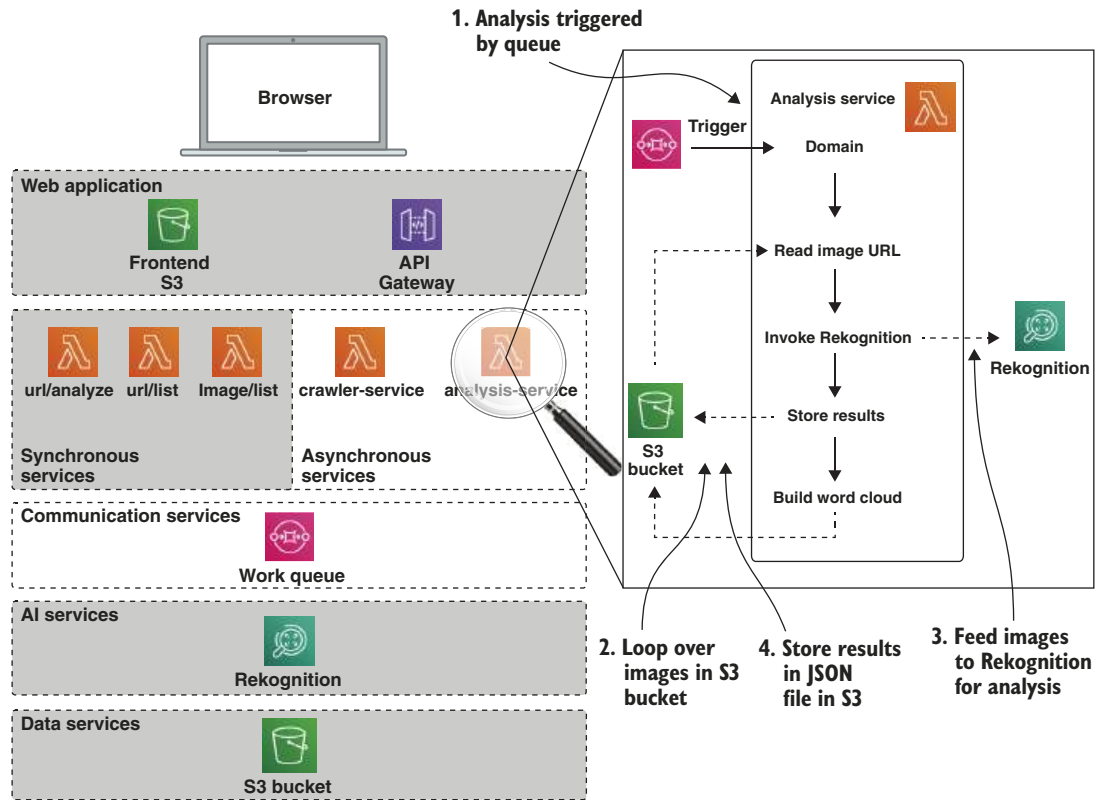 1. Analysis triggered
by queue
Browser
Web application
Frontend
S3
API
Gateway
url/analyze
url/list
Image/list
crawler-service
analysis-service
Synchronous
services
Asynchronous
services
Communication services
Work queue
AI services
Rekognition
Data services
S3 bucket
Analysis service
Trigger
Domain
Read image URL
Invoke Rekognition
Rekognition
Store results
S3
bucket
Build word cloud
2. Loop over
images in S3
bucket
4. Store results
in JSON
file in S3
3. Feed images
to Rekognition
for analysis